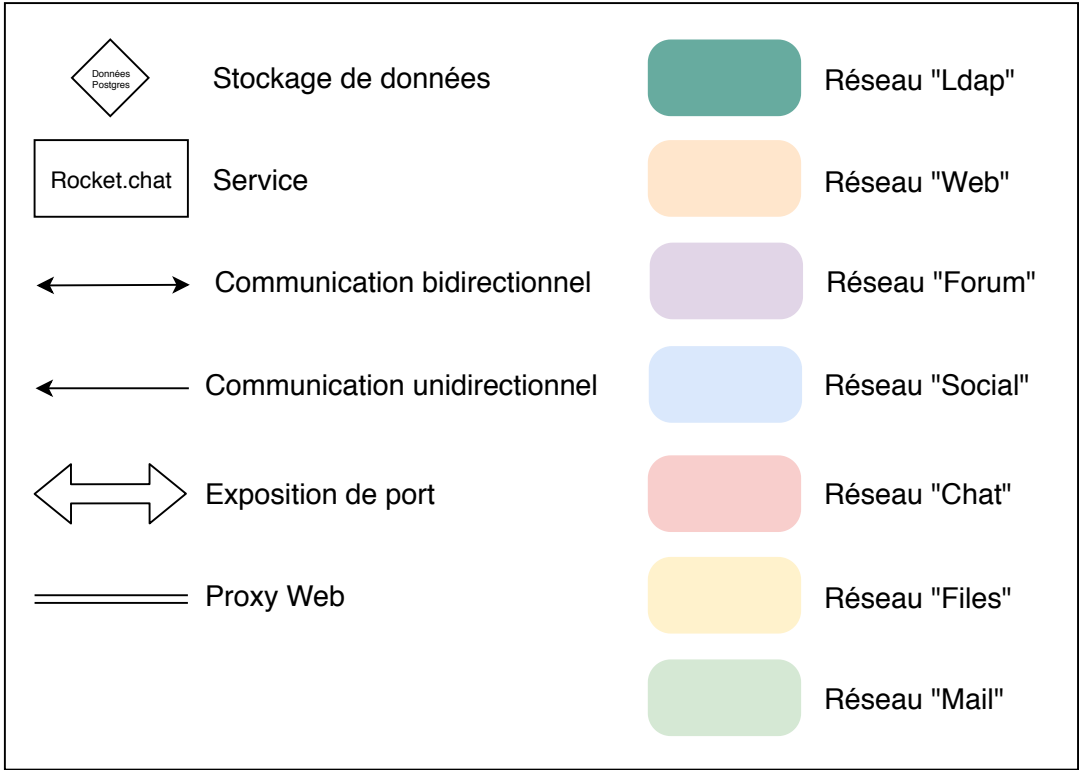 Données
Postgres
Stockage de données
Réseau "Ldap"
Rocket.chat
Service
Réseau "Web"
Communication bidirectionnel
Réseau "Forum"
Communication unidirectionnel
Réseau "Social"
Exposition de port
Réseau "Chat"
Proxy Web
Réseau "Files"
Réseau "Mail"